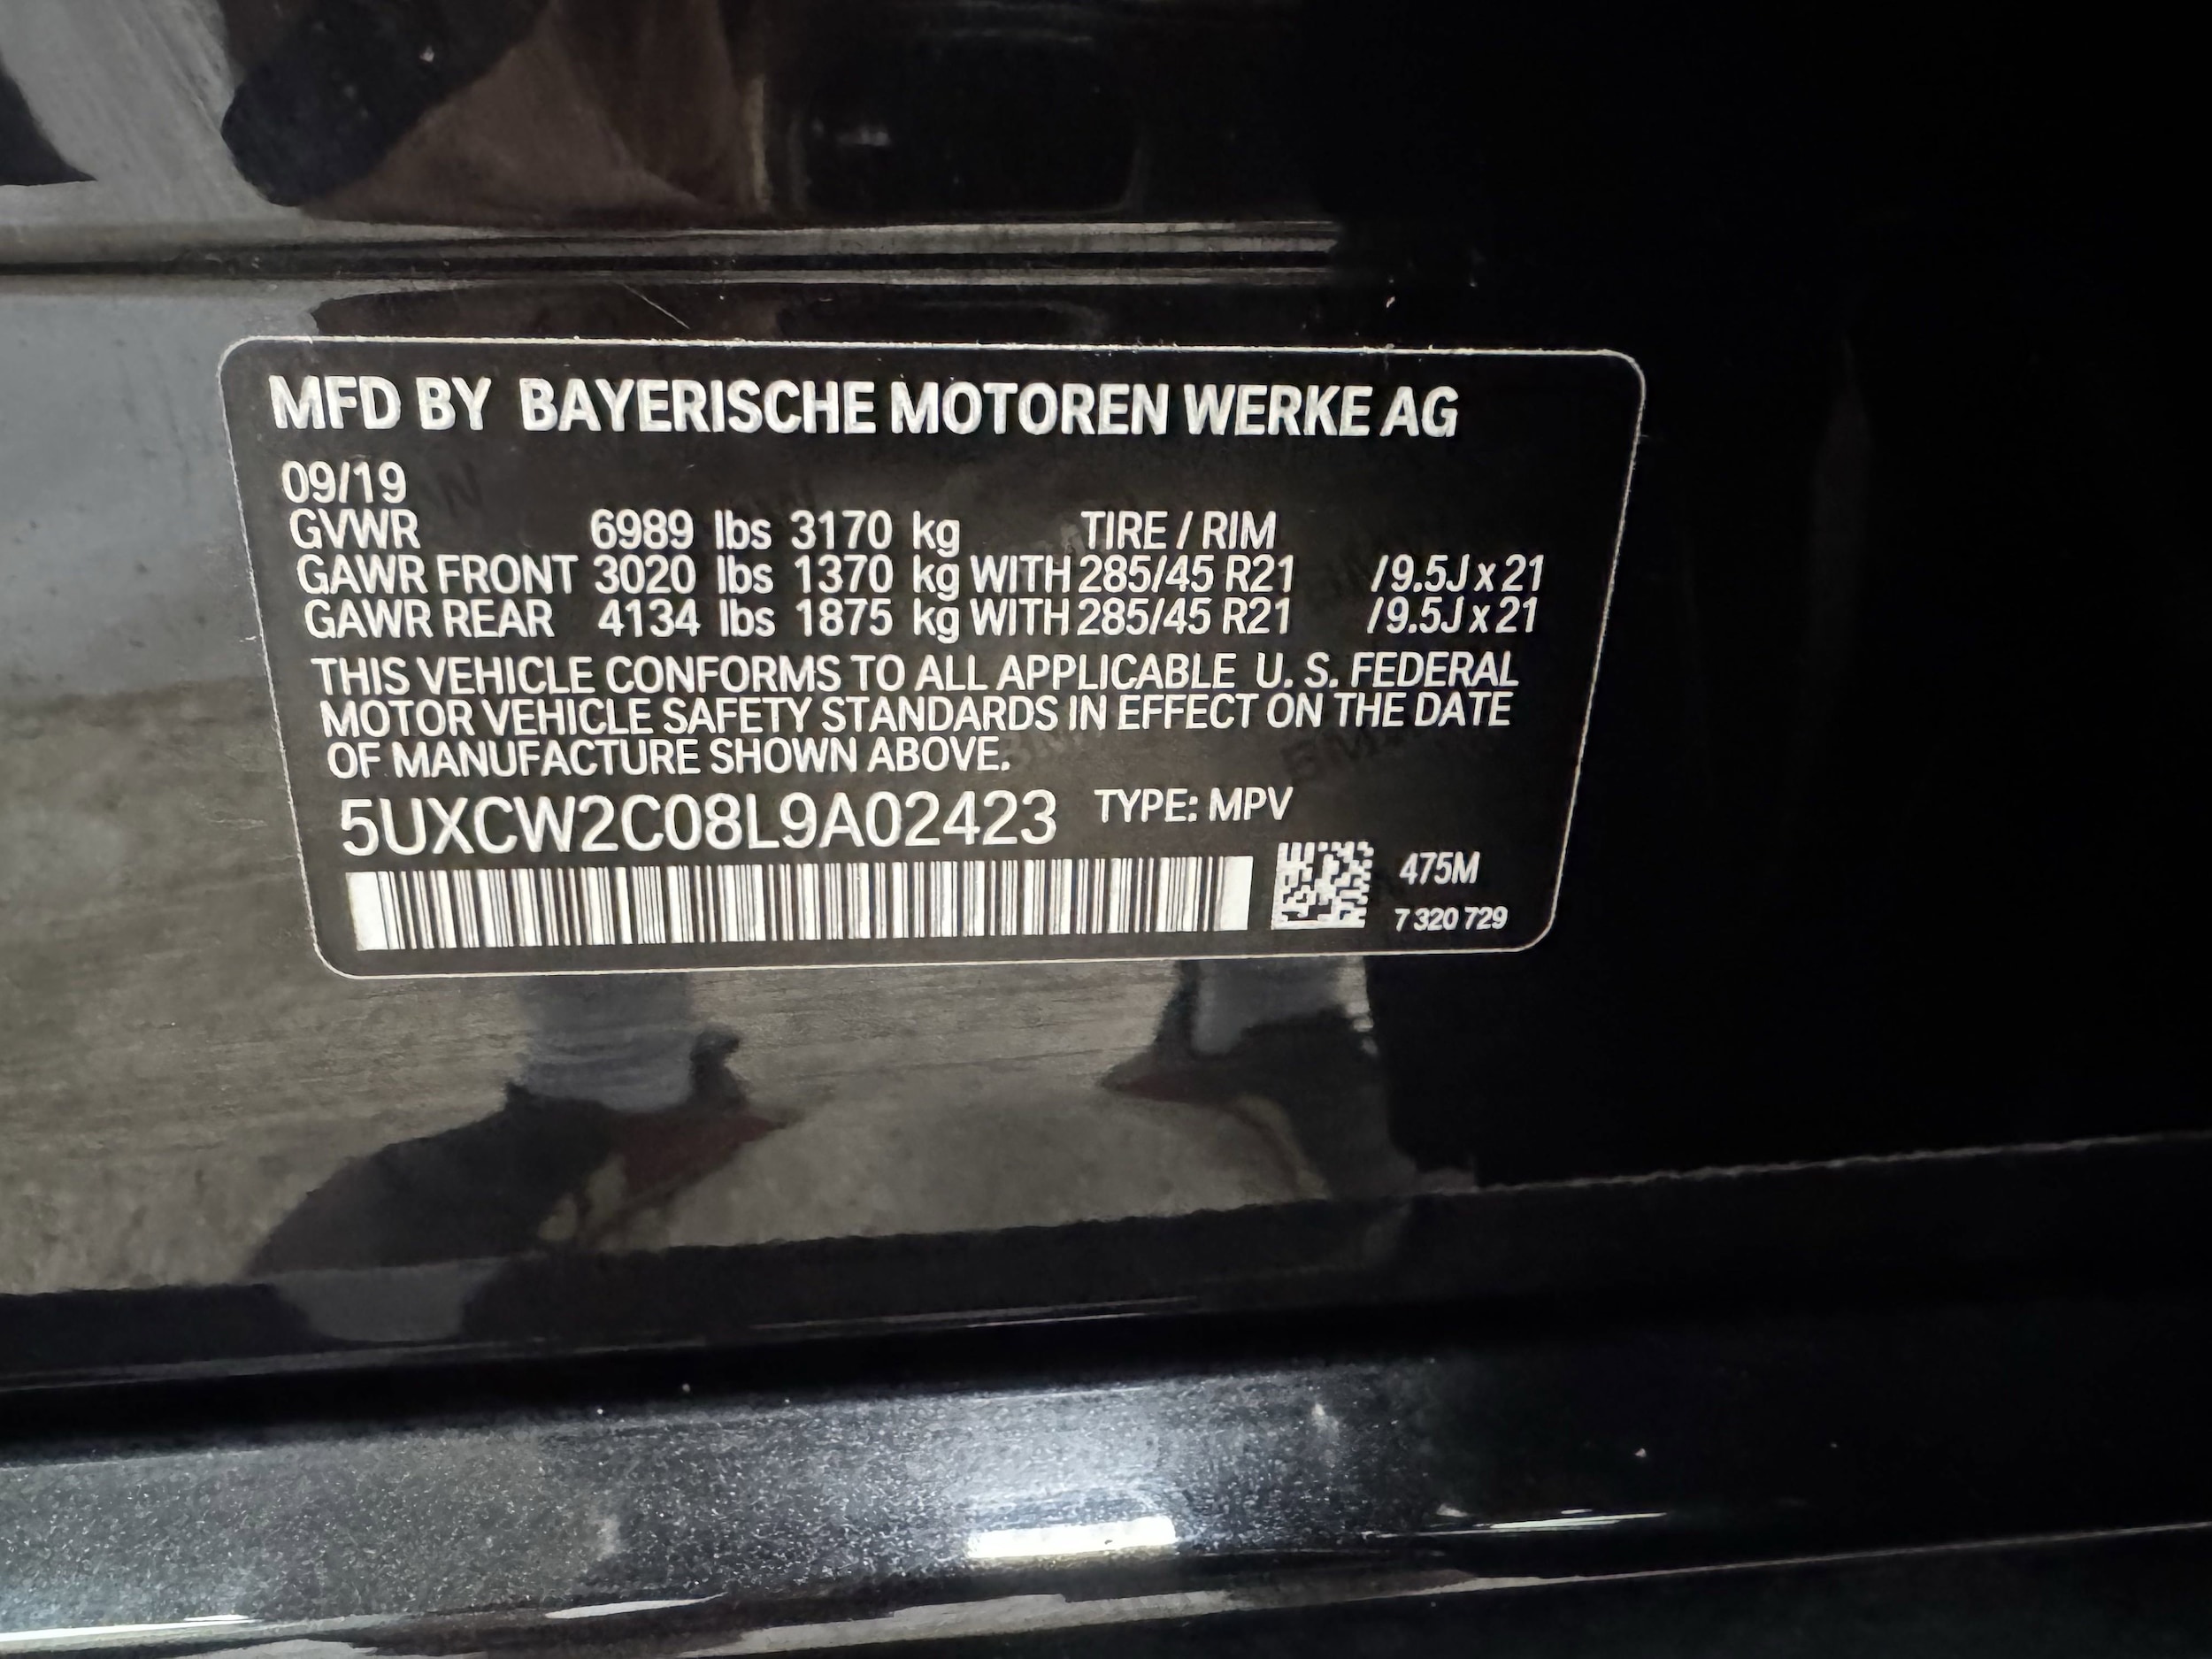 MFD BY BAYERISCHE MOTOREN WERKE AG
09/19
GVWR 6989 lbs 3170 kg TIRE / RIM
GAWR FRONT 3020 lbs 1370 kg WITH 285/45 R21 /9.5J x 21
GAWR REAR 4134 lbs 1875 kg WITH 285/45 R21 /9.5J x 21
THIS VEHICLE CONFORMS TO ALL APPLICABLE U. S. FEDERAL
MOTOR VEHICLE SAFETY STANDARDS IN EFFECT ON THE DATE
OF MANUFACTURE SHOWN ABOVE.
5UXCW2C08L9A02423 TYPE: MPV
475M
7 320 729